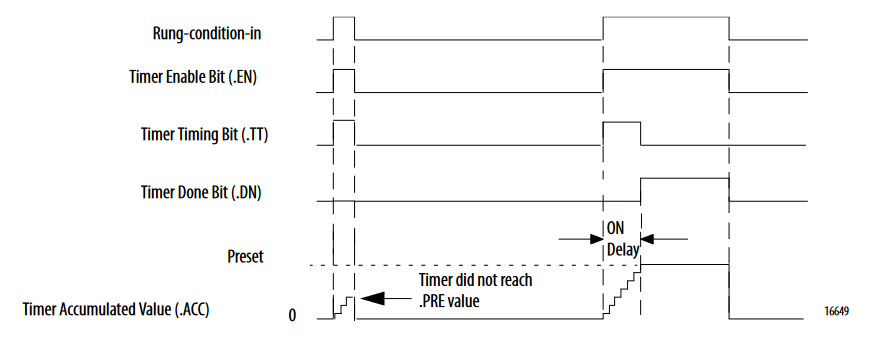 Rung-condition-in
Timer Enable Bit (.EN)
Timer Timing Bit (.TT)
Timer Done Bit (.DN)
ON
Delay
Preset
Timer did not reach
.PRE value
Timer Accumulated Value (.ACC)
0
16649